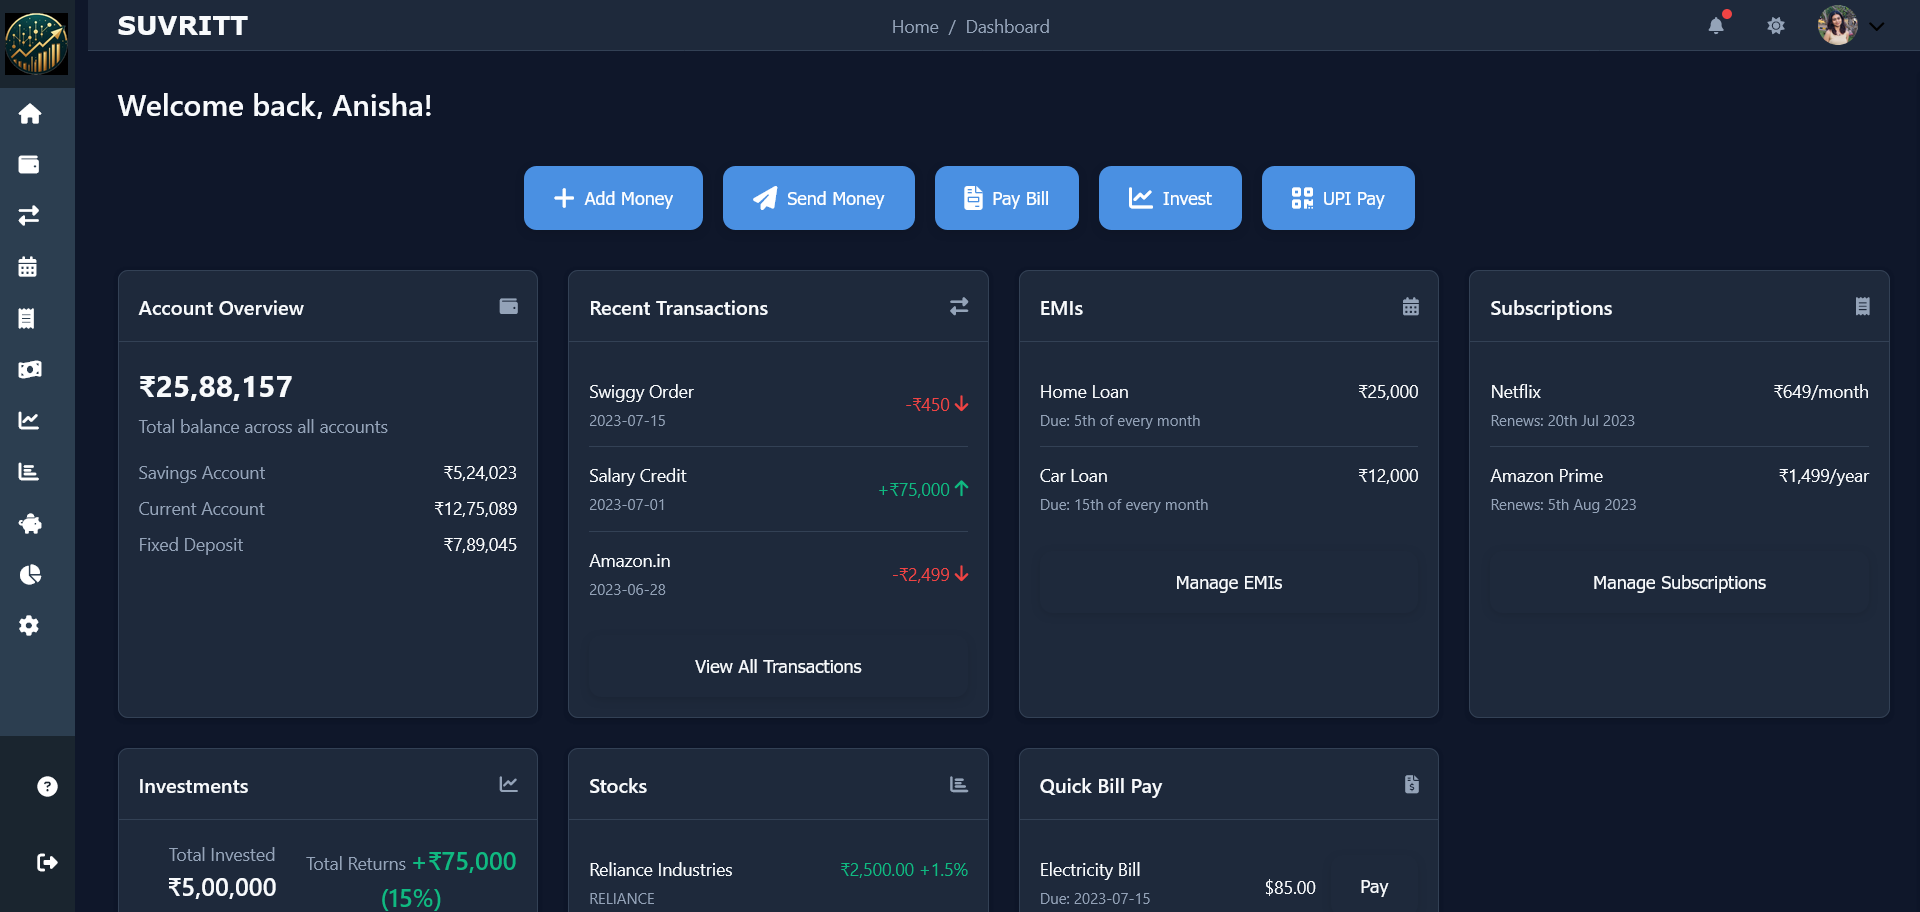 SUVRITT
Home / Dashboard
Welcome back, Anisha!
Add Money
Send Money
Pay Bill
Invest
UPI Pay
Account Overview
₹25,88,157
Total balance across all accounts
Savings Account ₹5,24,023
Current Account ₹12,75,089
Fixed Deposit ₹7,89,045
Recent Transactions
Swiggy Order
2023-07-15
-₹450
Salary Credit
2023-07-01
+₹75,000
Amazon.in
2023-06-28
-₹2,499
View All Transactions
EMIs
Home Loan ₹25,000
Due: 5th of every month
Car Loan ₹12,000
Due: 15th of every month
Manage EMIs
Subscriptions
Netflix ₹649/month
Renews: 20th Jul 2023
Amazon Prime ₹1,499/year
Renews: 5th Aug 2023
Manage Subscriptions
Investments
Total Invested
₹5,00,000
Total Returns +₹75,000
(15%)
Stocks
Reliance Industries ₹2,500.00 +1.5%
RELIANCE
Quick Bill Pay
Electricity Bill
Due: 2023-07-15
$85.00
Pay